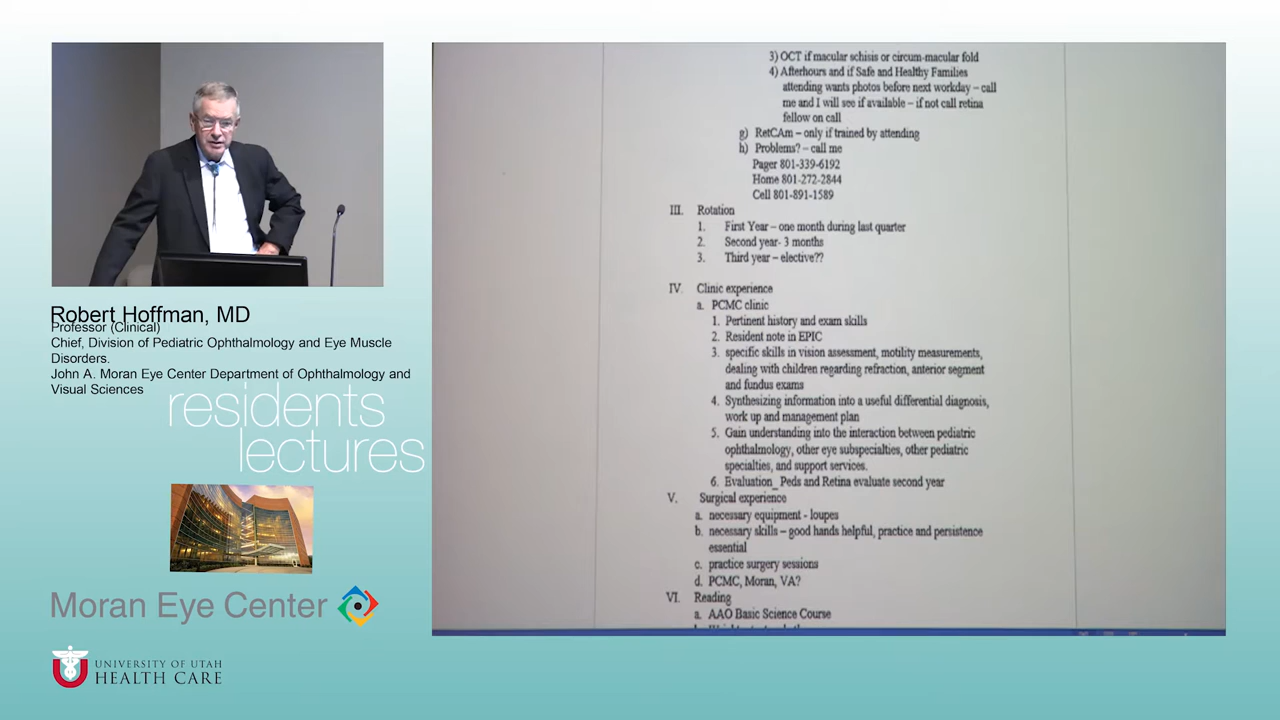 Robert Hoffman, MD
Professor (Clinical)
Chief, Division of Pediatric Ophthalmology and Eye Muscle
Disorders.
John A. Moran Eye Center Department of Ophthalmology and
Visual Sciences
residents
lectures
Moran Eye Center
UNIVERSITY OF UTAH
HEALTH CARE
3) OCT if macular schisis or circum-macular fold
4) Afterhours and if Safe and Healthy Families
attending wants photos before next workday – call
me and I will see if available – if not call retina
fellow on call
g) RetCAm – only if trained by attending
h) Problems? – call me
Pager 801-339-6192
Home 801-272-2844
Cell 801-891-1589
III. Rotation
1. First Year – one month during last quarter
2. Second year- 3 months
3. Third year – elective??
IV. Clinic experience
a. PCMC clinic
1. Pertinent history and exam skills
2. Resident note in EPIC
3. specific skills in vision assessment, motility measurements,
dealing with children regarding refraction, anterior segment
and fundus exams
4. Synthesizing information into a useful differential diagnosis,
work up and management plan
5. Gain understanding into the interaction between pediatric
ophthalmology, other eye subspecialties, other pediatric
specialties, and support services.
6. Evaluation_ Peds and Retina evaluate second year
V. Surgical experience
a. necessary equipment - loupes
b. necessary skills – good hands helpful, practice and persistence
essential
c. practice surgery sessions
d. PCMC, Moran, VA?
VI. Reading
a. AAO Basic Science Course